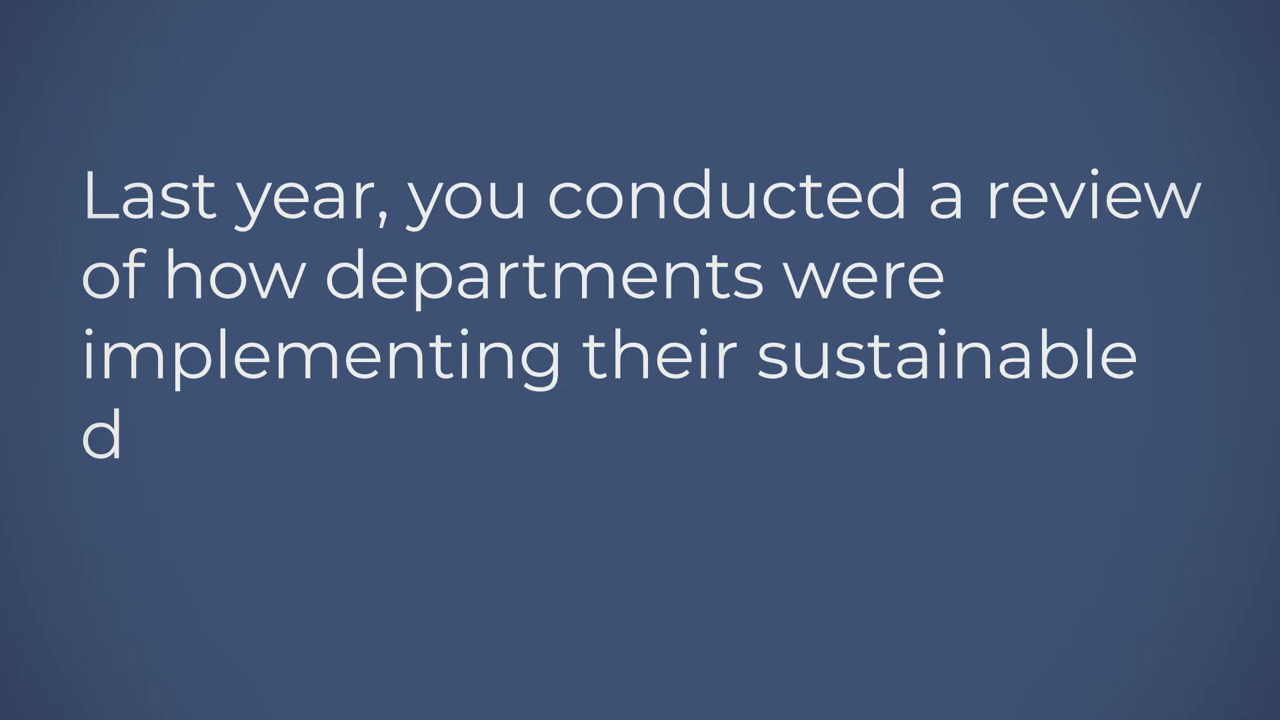 Last year, you conducted a review
of how departments were
implementing their sustainable
d